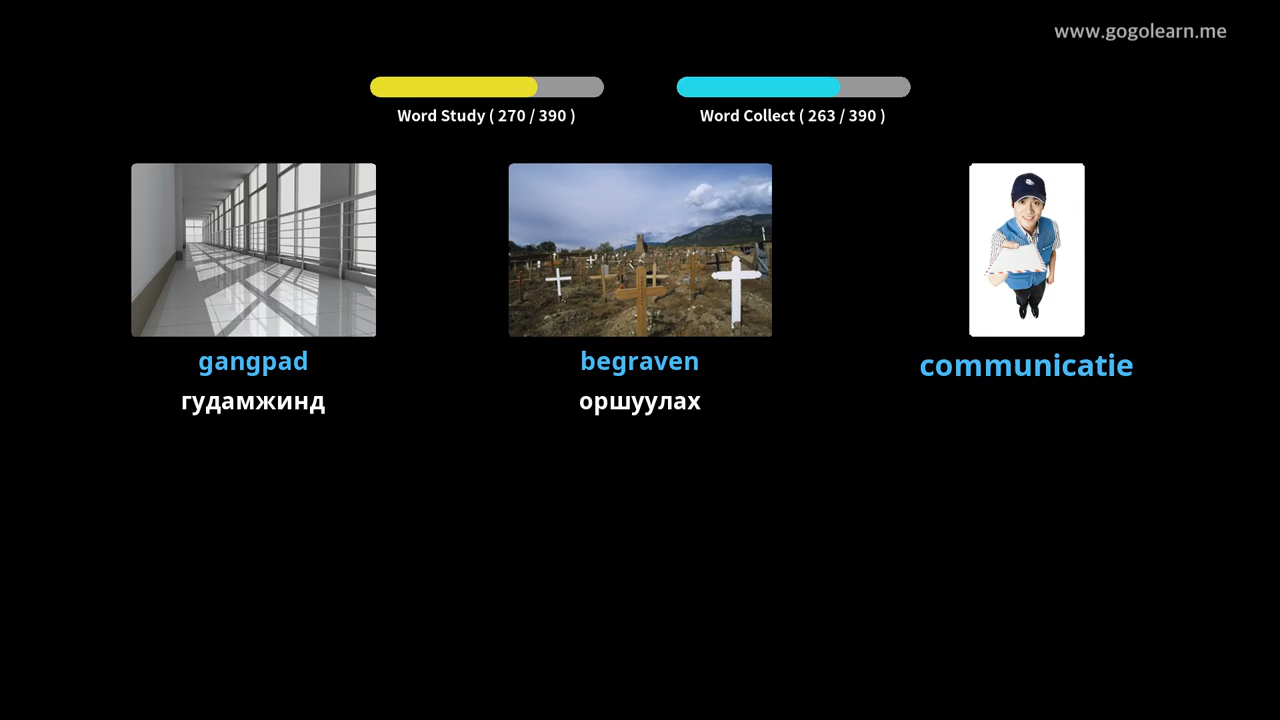 www.gogolearn.me
Word Study ( 270 / 390 )
Word Collect ( 263 / 390 )
gangpad
гудамжинд
begraven
оршуулах
communicatie